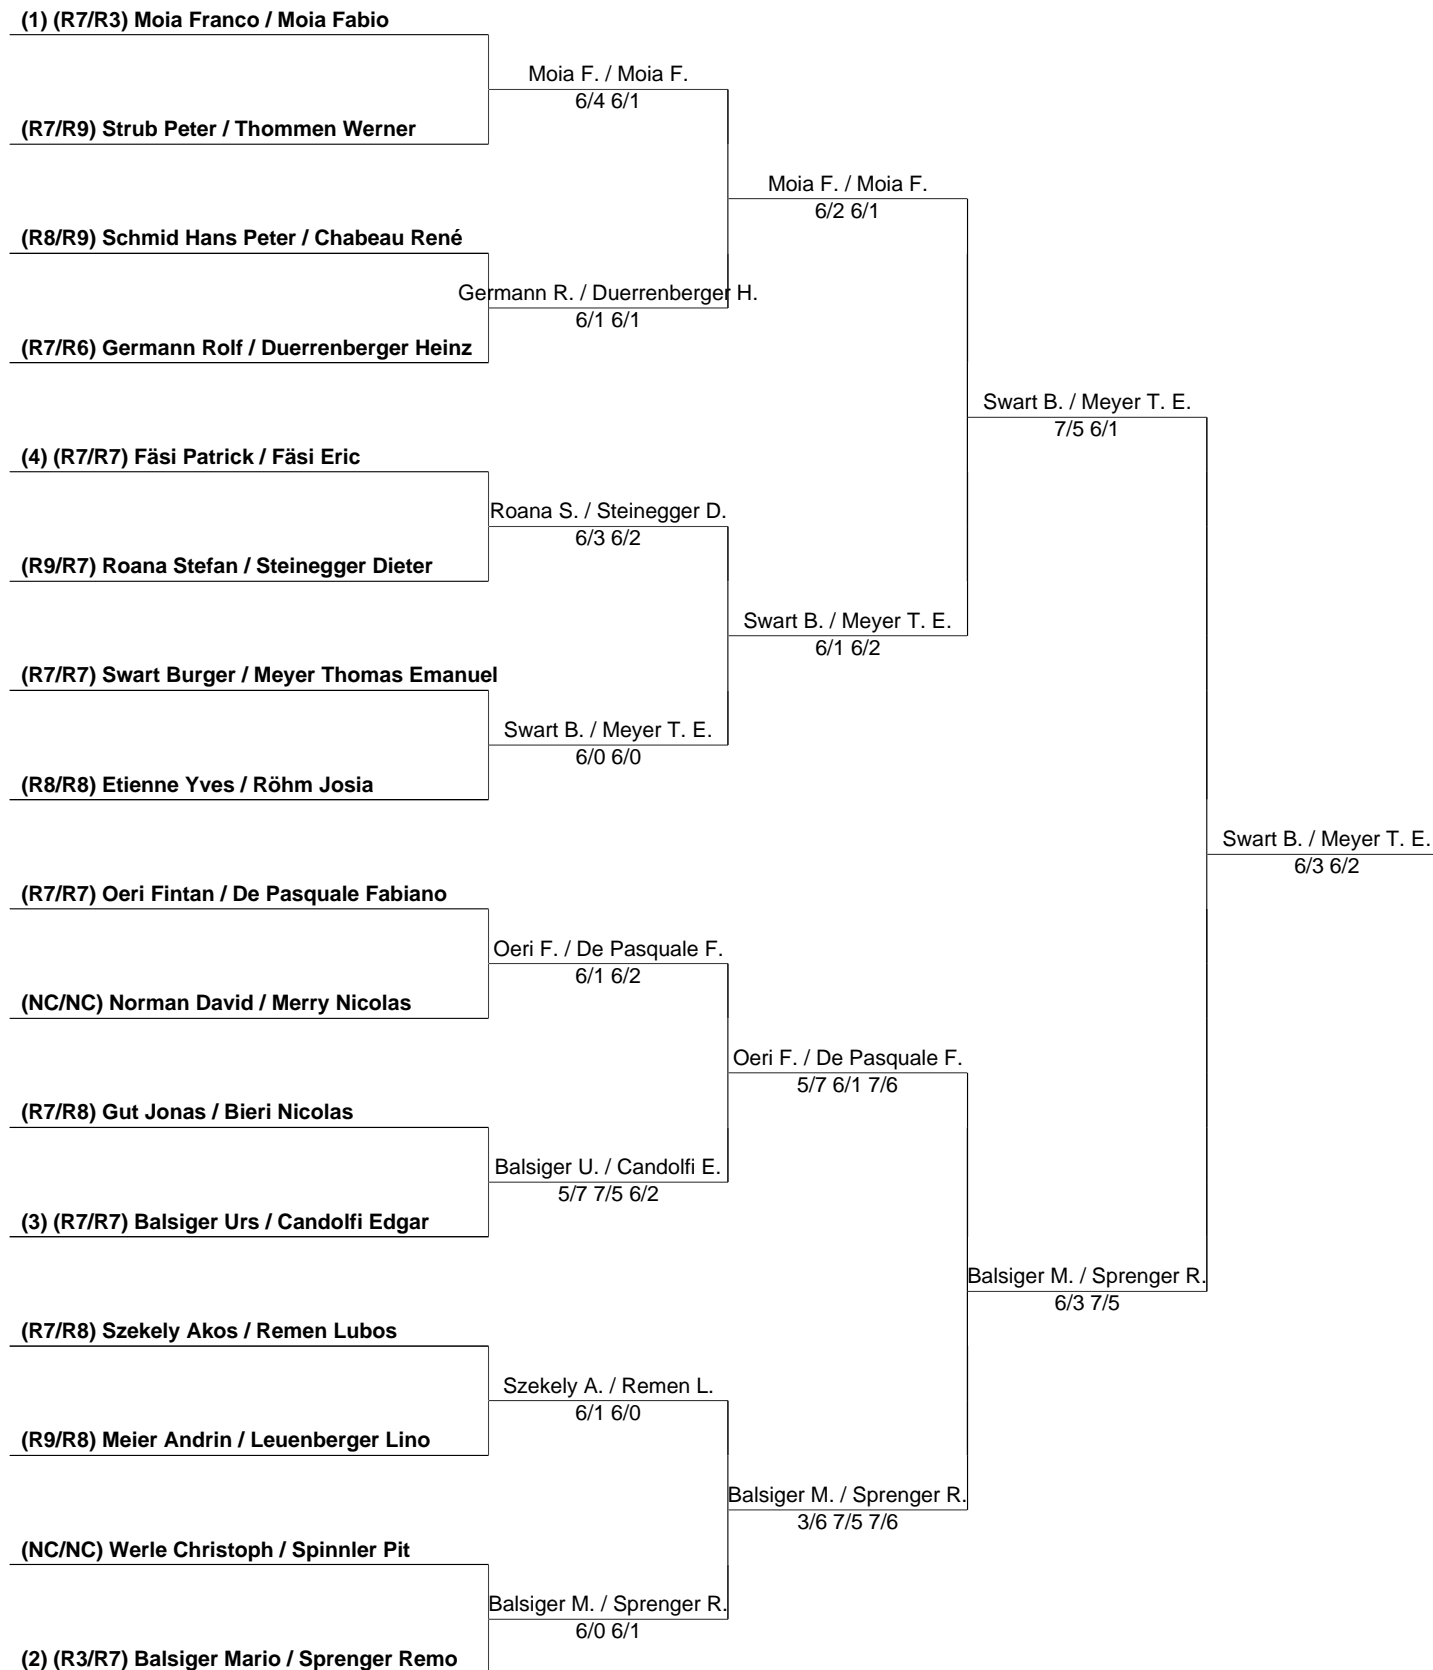 (1) (R7/R3) Moia Franco / Moia Fabio
Moia F. / Moia F.
6/4 6/1
(R7/R9) Strub Peter / Thommen Werner
Moia F. / Moia F.
6/2 6/1
(R8/R9) Schmid Hans Peter / Chabeau René
Germann R. / Duerrenberger H.
6/1 6/1
(R7/R6) Germann Rolf / Duerrenberger Heinz
Swart B. / Meyer T. E.
7/5 6/1
(4) (R7/R7) Fäsi Patrick / Fäsi Eric
Roana S. / Steinegger D.
6/3 6/2
(R9/R7) Roana Stefan / Steinegger Dieter
Swart B. / Meyer T. E.
6/1 6/2
(R7/R7) Swart Burger / Meyer Thomas Emanuel
Swart B. / Meyer T. E.
6/0 6/0
(R8/R8) Etienne Yves / Röhm Josia
Swart B. / Meyer T. E.
6/3 6/2
(R7/R7) Oeri Fintan / De Pasquale Fabiano
Oeri F. / De Pasquale F.
6/1 6/2
(NC/NC) Norman David / Merry Nicolas
Oeri F. / De Pasquale F.
5/7 6/1 7/6
(R7/R8) Gut Jonas / Bieri Nicolas
Balsiger U. / Candolfi E.
5/7 7/5 6/2
(3) (R7/R7) Balsiger Urs / Candolfi Edgar
Balsiger M. / Sprenger R.
6/3 7/5
(R7/R8) Szekely Akos / Remen Lubos
Szekely A. / Remen L.
6/1 6/0
(R9/R8) Meier Andrin / Leuenberger Lino
Balsiger M. / Sprenger R.
3/6 7/5 7/6
(NC/NC) Werle Christoph / Spinnler Pit
Balsiger M. / Sprenger R.
6/0 6/1
(2) (R3/R7) Balsiger Mario / Sprenger Remo